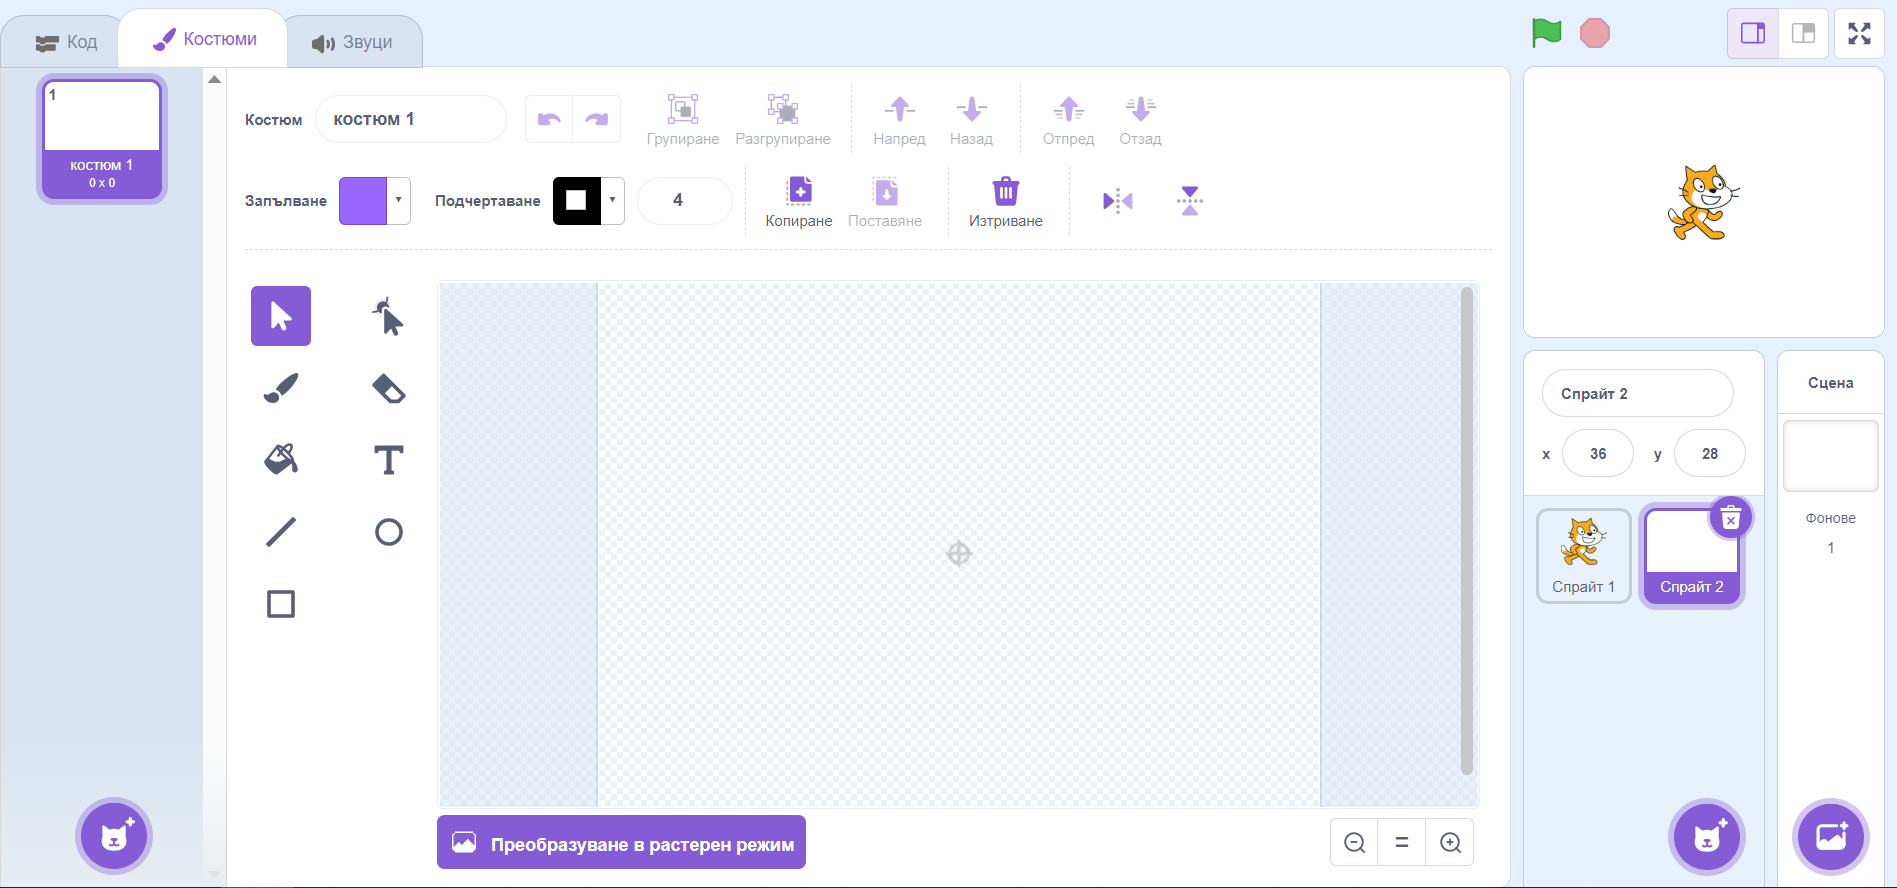 Код
Костюми
Звуци
1
костюм 1
0 x 0
Костюм
костюм 1
Групиране
Разгрупиране
Напред
Назад
Отпред
Отзад
Запълване
Подчертаване
4
Копиране
Поставяне
Изтриване
Преобразуване в растерен режим
Спрайт 2
x 36 y 28
Спрайт 1
Спрайт 2
Сцена
Фонове
1